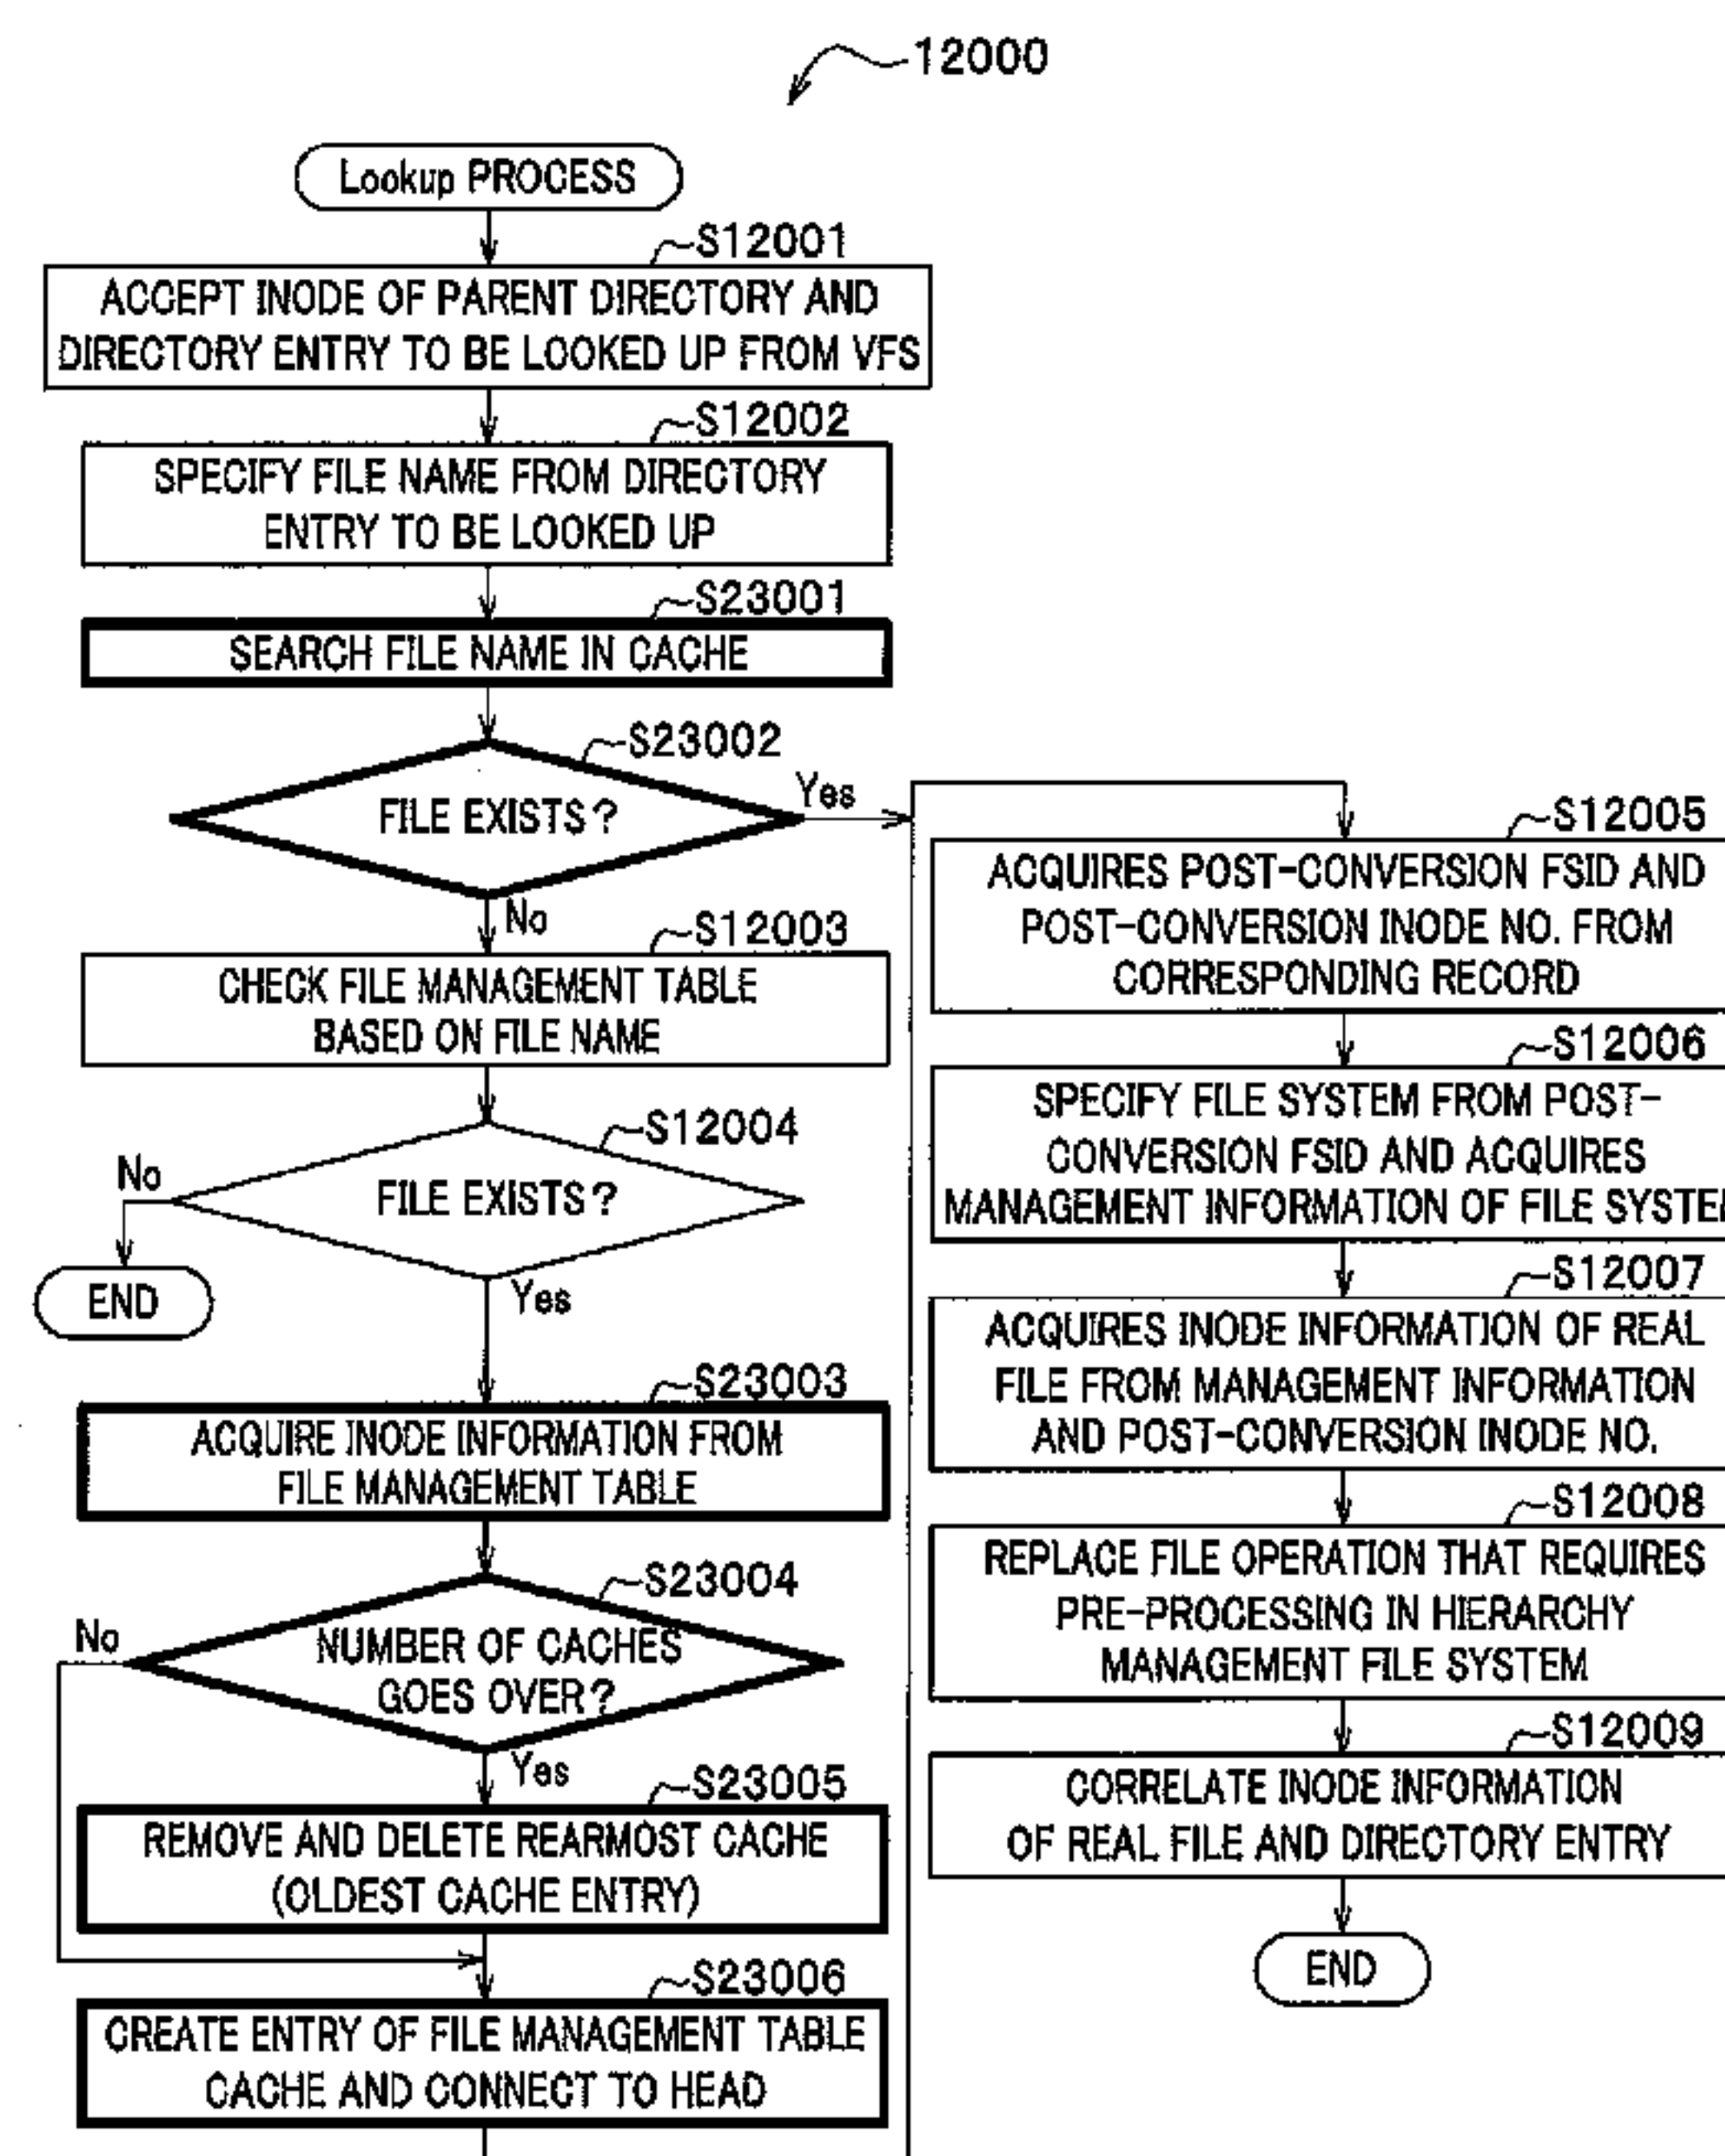 12000
Lookup PROCESS
S12001
ACCEPT INODE OF PARENT DIRECTORY AND
DIRECTORY ENTRY TO BE LOOKED UP FROM VFS
S12002
SPECIFY FILE NAME FROM DIRECTORY
ENTRY TO BE LOOKED UP
S23001
SEARCH FILE NAME IN CACHE
S23002
FILE EXISTS?
Yes
No
S12003
CHECK FILE MANAGEMENT TABLE
BASED ON FILE NAME
S12004
FILE EXISTS?
No
END
Yes
S23003
ACQUIRE INODE INFORMATION FROM
FILE MANAGEMENT TABLE
S23004
NUMBER OF CACHES
GOES OVER?
No
Yes
S23005
REMOVE AND DELETE REARMOST CACHE
(OLDEST CACHE ENTRY)
S23006
CREATE ENTRY OF FILE MANAGEMENT TABLE
CACHE AND CONNECT TO HEAD
S12005
ACQUIRES POST-CONVERSION FSID AND
POST-CONVERSION INODE NO. FROM
CORRESPONDING RECORD
S12006
SPECIFY FILE SYSTEM FROM POST-
CONVERSION FSID AND ACQUIRES
MANAGEMENT INFORMATION OF FILE SYSTEM
S12007
ACQUIRES INODE INFORMATION OF REAL
FILE FROM MANAGEMENT INFORMATION
AND POST-CONVERSION INODE NO.
S12008
REPLACE FILE OPERATION THAT REQUIRES
PRE-PROCESSING IN HIERARCHY
MANAGEMENT FILE SYSTEM
S12009
CORRELATE INODE INFORMATION
OF REAL FILE AND DIRECTORY ENTRY
END